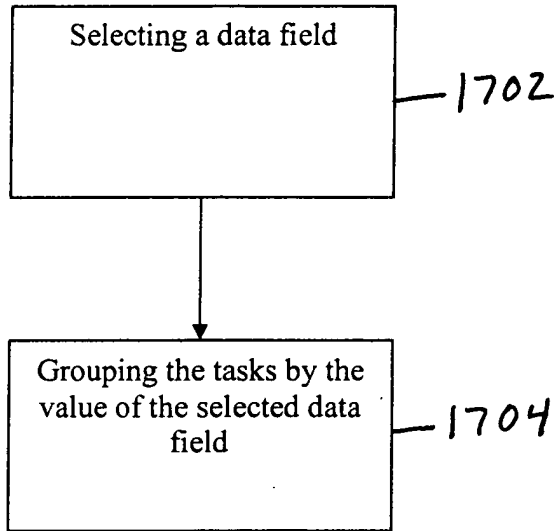 Selecting a data field
1702
Grouping the tasks by the
value of the selected data
field
1704